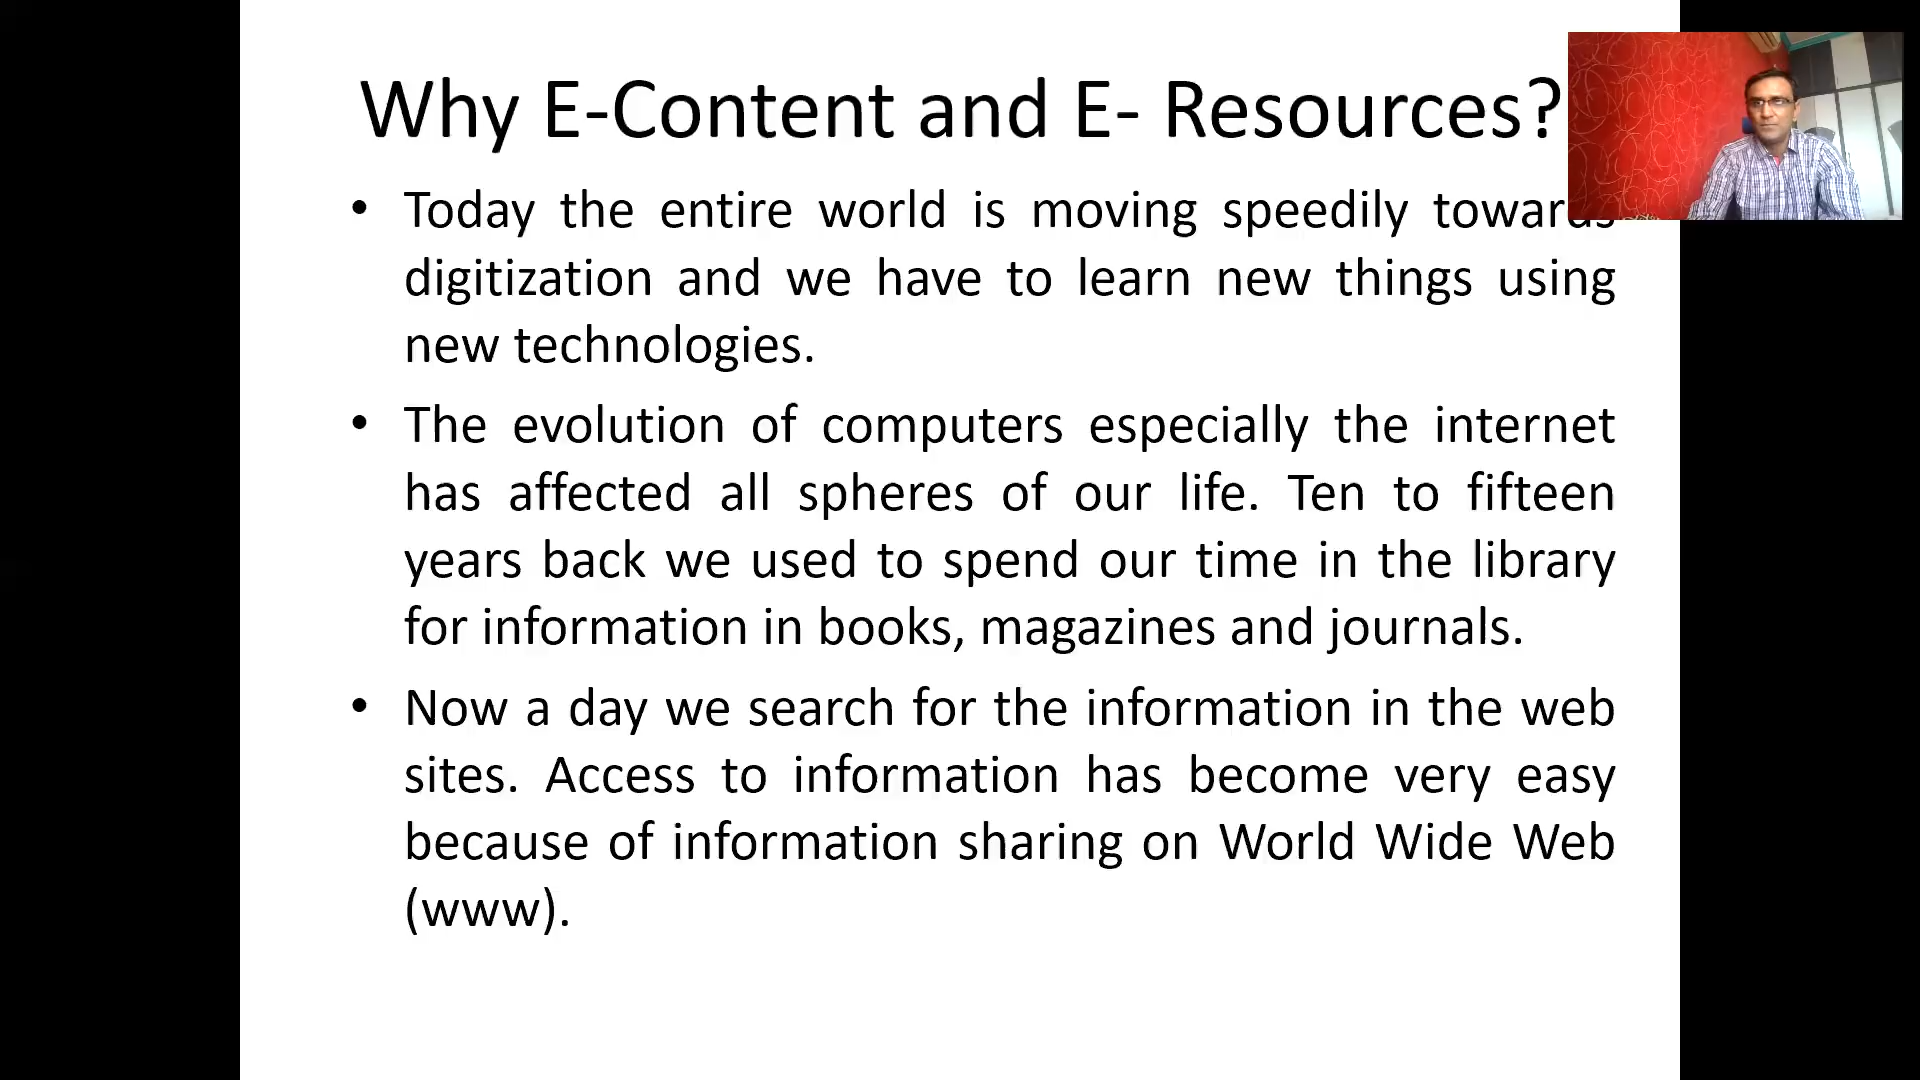 Why E-Content and E- Resources?
• Today the entire world is moving speedily towards
digitization and we have to learn new things using
new technologies.
• The evolution of computers especially the internet
has affected all spheres of our life. Ten to fifteen
years back we used to spend our time in the library
for information in books, magazines and journals.
• Now a day we search for the information in the web
sites. Access to information has become very easy
because of information sharing on World Wide Web
(www).